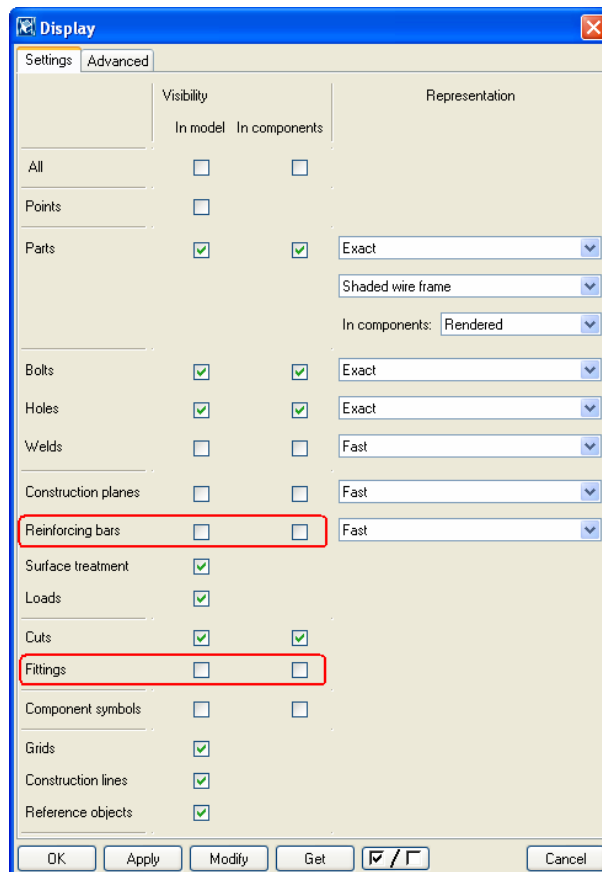 Display
Settings Advanced
Visibility Representation
In model In components
All
Points
Parts Exact
Shaded wire frame
In components: Rendered
Bolts Exact
Holes Exact
Welds Fast
Construction planes Fast
Reinforcing bars Fast
Surface treatment
Loads
Cuts
Fittings
Component symbols
Grids
Construction lines
Reference objects
OK Apply Modify Get / Cancel